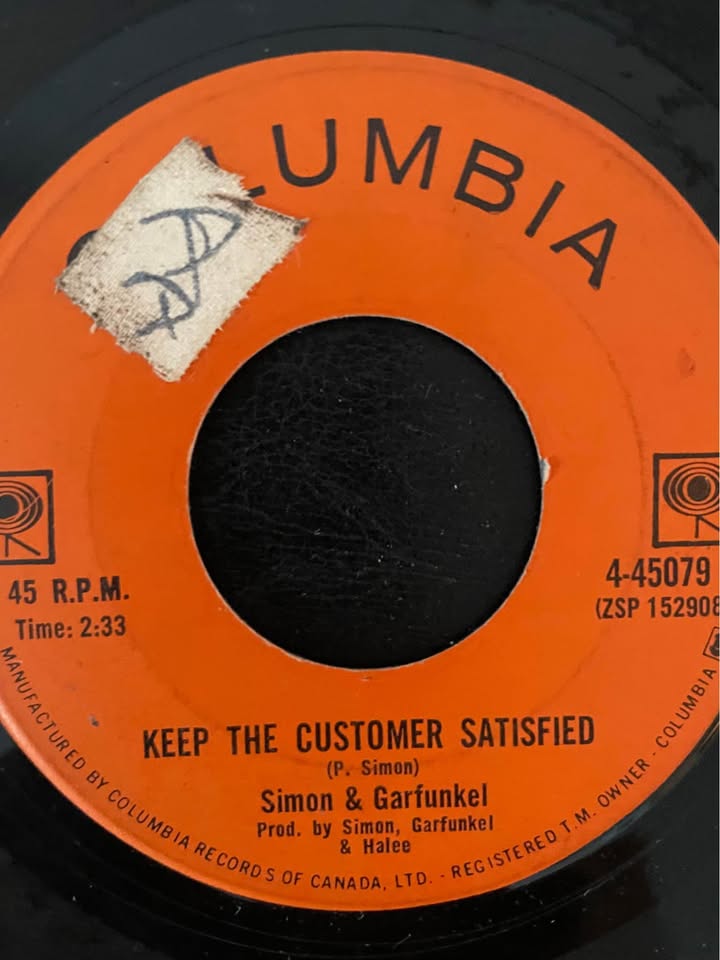 LUMBIA
45 R.P.M.
Time: 2:33
4-45079
(ZSP 152908
KEEP THE CUSTOMER SATISFIED
(P. Simon)
Simon & Garfunkel
Prod. by Simon, Garfunkel
& Halee
MANUFACTURED BY COLUMBIA RECORDS OF CANADA, LTD. - REGISTERED T.M. OWNER - COLUMBIA